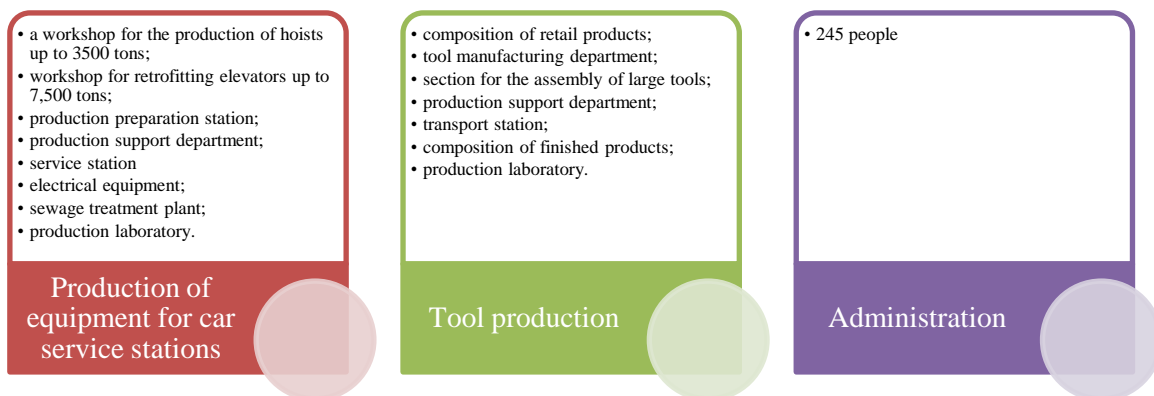 • a workshop for the production of hoists
up to 3500 tons;
• workshop for retrofitting elevators up to
7,500 tons;
• production preparation station;
• production support department;
• service station
• electrical equipment;
• sewage treatment plant;
• production laboratory.
Production of
equipment for car
service stations
• composition of retail products;
• tool manufacturing department;
• section for the assembly of large tools;
• production support department;
• transport station;
• composition of finished products;
• production laboratory.
Tool production
• 245 people
Administration